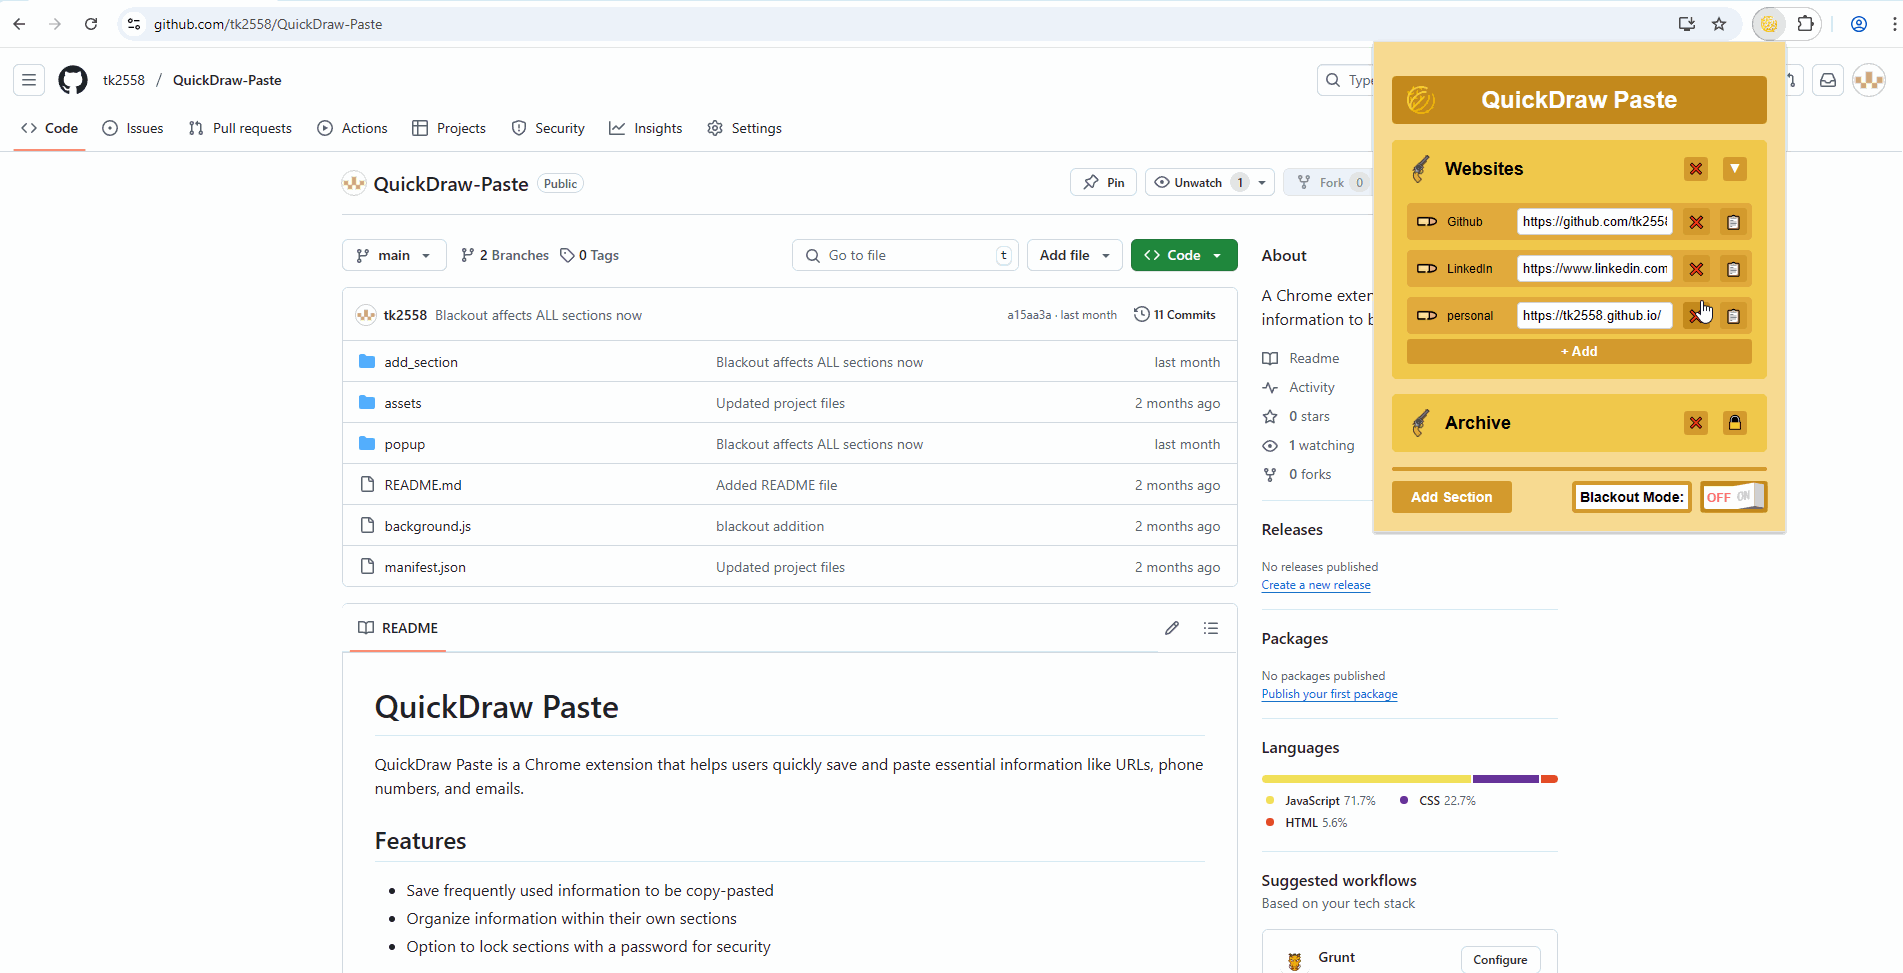 github.com/tk2558/QuickDraw-Paste
tk2558 / QuickDraw-Paste
Code Issues Pull requests Actions Projects Security Insights Settings
QuickDraw-Paste Public
Pin Unwatch 1 Fork 0
main 2 Branches 0 Tags Go to file t Add file Code
tk2558 Blackout affects ALL sections now a15aa3a · last month 11 Commits
add_section Blackout affects ALL sections now last month
assets Updated project files 2 months ago
popup Blackout affects ALL sections now last month
README.md Added README file 2 months ago
background.js blackout addition 2 months ago
manifest.json Updated project files 2 months ago
README
QuickDraw Paste
QuickDraw Paste is a Chrome extension that helps users quickly save and paste essential information like URLs, phone
numbers, and emails.
Features
Save frequently used information to be copy-pasted
Organize information within their own sections
Option to lock sections with a password for security
About
A Chrome exten
information to b
Readme
Activity
0 stars
1 watching
0 forks
Releases
No releases published
Create a new release
Packages
No packages published
Publish your first package
Languages
JavaScript 71.7% CSS 22.7%
HTML 5.6%
Suggested workflows
Based on your tech stack
Grunt Configure
Type
QuickDraw Paste
Websites
Github https://github.com/tk2558
LinkedIn https://www.linkedin.com
personal https://tk2558.github.io/
+ Add
Archive
Add Section Blackout Mode: OFF ON